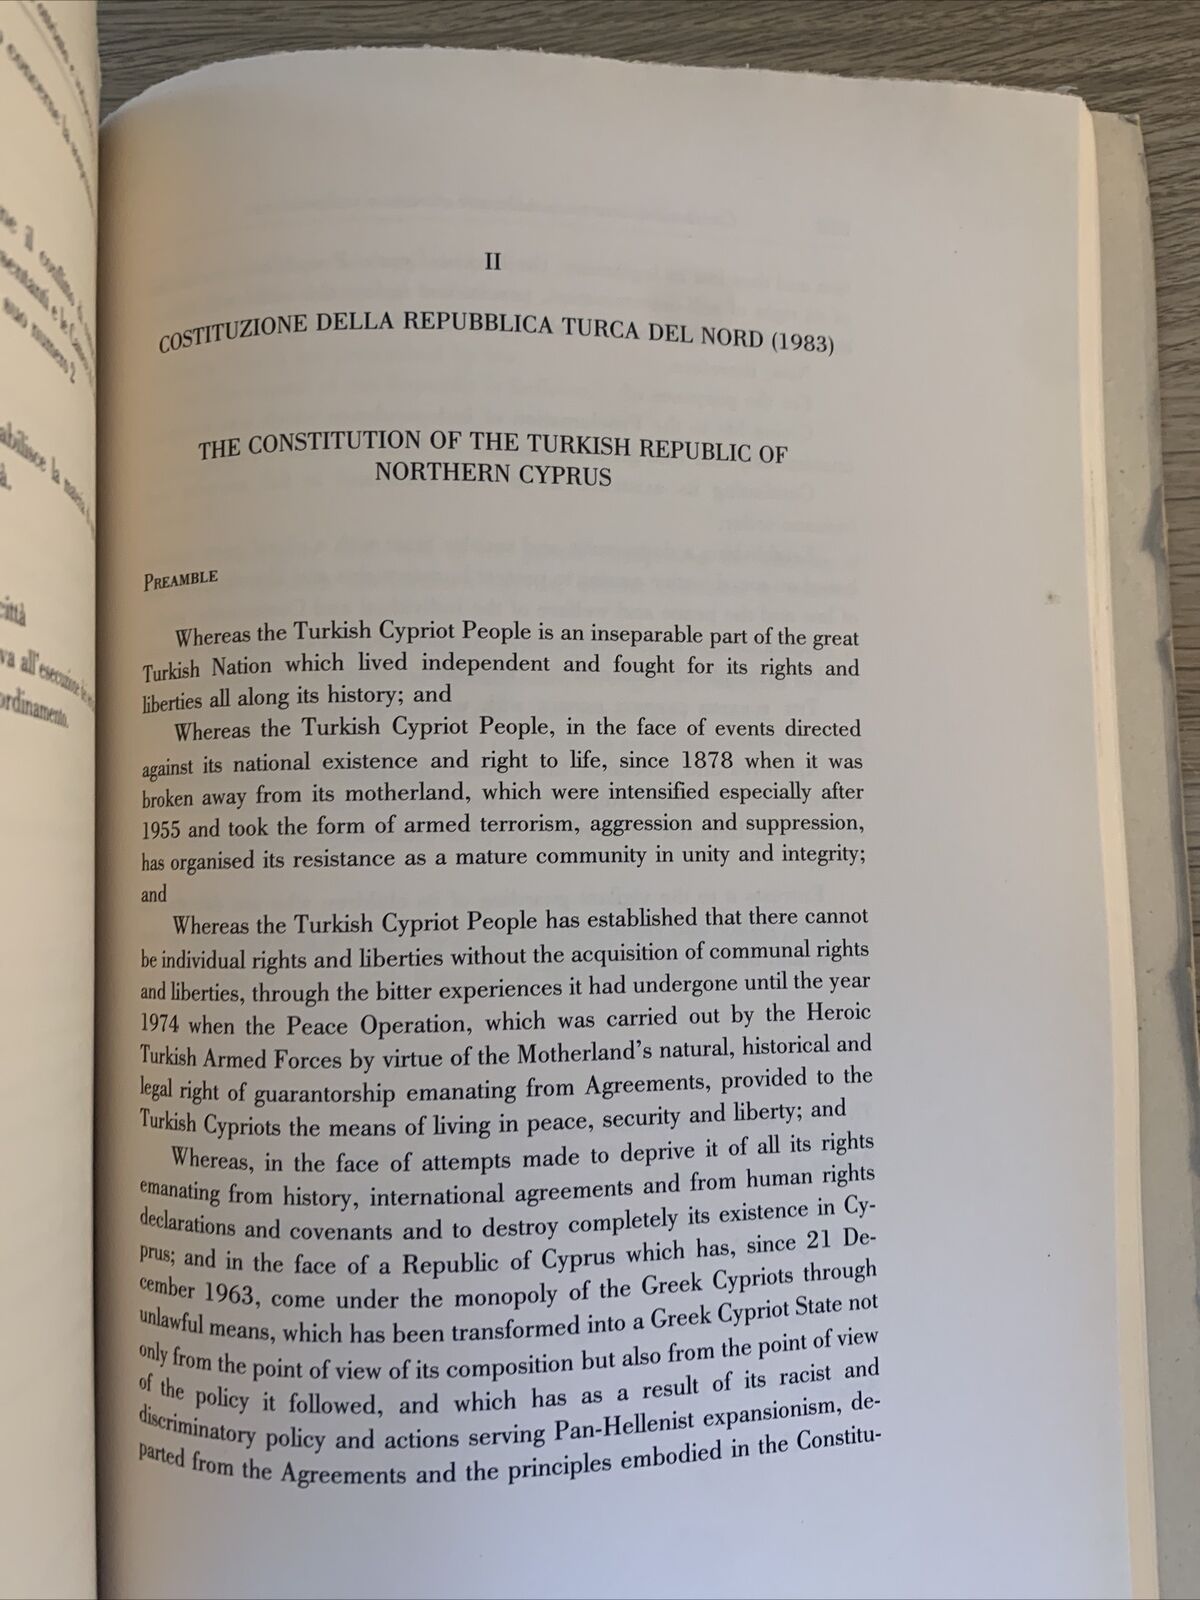 ne il
suo numero 2
abilisce la
à.
città
va all'esecuzione
ordinamento.
II
COSTITUZIONE DELLA REPUBBLICA TURCA DEL NORD (1983)
THE CONSTITUTION OF THE TURKISH REPUBLIC OF
NORTHERN CYPRUS
PREAMBLE
Whereas the Turkish Cypriot People is an inseparable part of the great
Turkish Nation which lived independent and fought for its rights and
liberties all along its history; and
Whereas the Turkish Cypriot People, in the face of events directed
against its national existence and right to life, since 1878 when it was
broken away from its motherland, which were intensified especially after
1955 and took the form of armed terrorism, aggression and suppression,
has organised its resistance as a mature community in unity and integrity;
and
Whereas the Turkish Cypriot People has established that there cannot
be individual rights and liberties without the acquisition of communal rights
and liberties, through the bitter experiences it had undergone until the year
1974 when the Peace Operation, which was carried out by the Heroic
Turkish Armed Forces by virtue of the Motherland's natural, historical and
legal right of guarantorship emanating from Agreements, provided to the
Turkish Cypriots the means of living in peace, security and liberty; and
Whereas, in the face of attempts made to deprive it of all its rights
emanating from history, international agreements and from human rights
declarations and covenants and to destroy completely its existence in Cy-
prus; and in the face of a Republic of Cyprus which has, since 21 De-
cember 1963, come under the monopoly of the Greek Cypriots through
unlawful means, which has been transformed into a Greek Cypriot State not
only from the point of view of its composition but also from the point of view
of the policy it followed, and which has as a result of its racist and
discriminatory policy and actions serving Pan-Hellenist expansionism, de-
parted from the Agreements and the principles embodied in the Constitu-